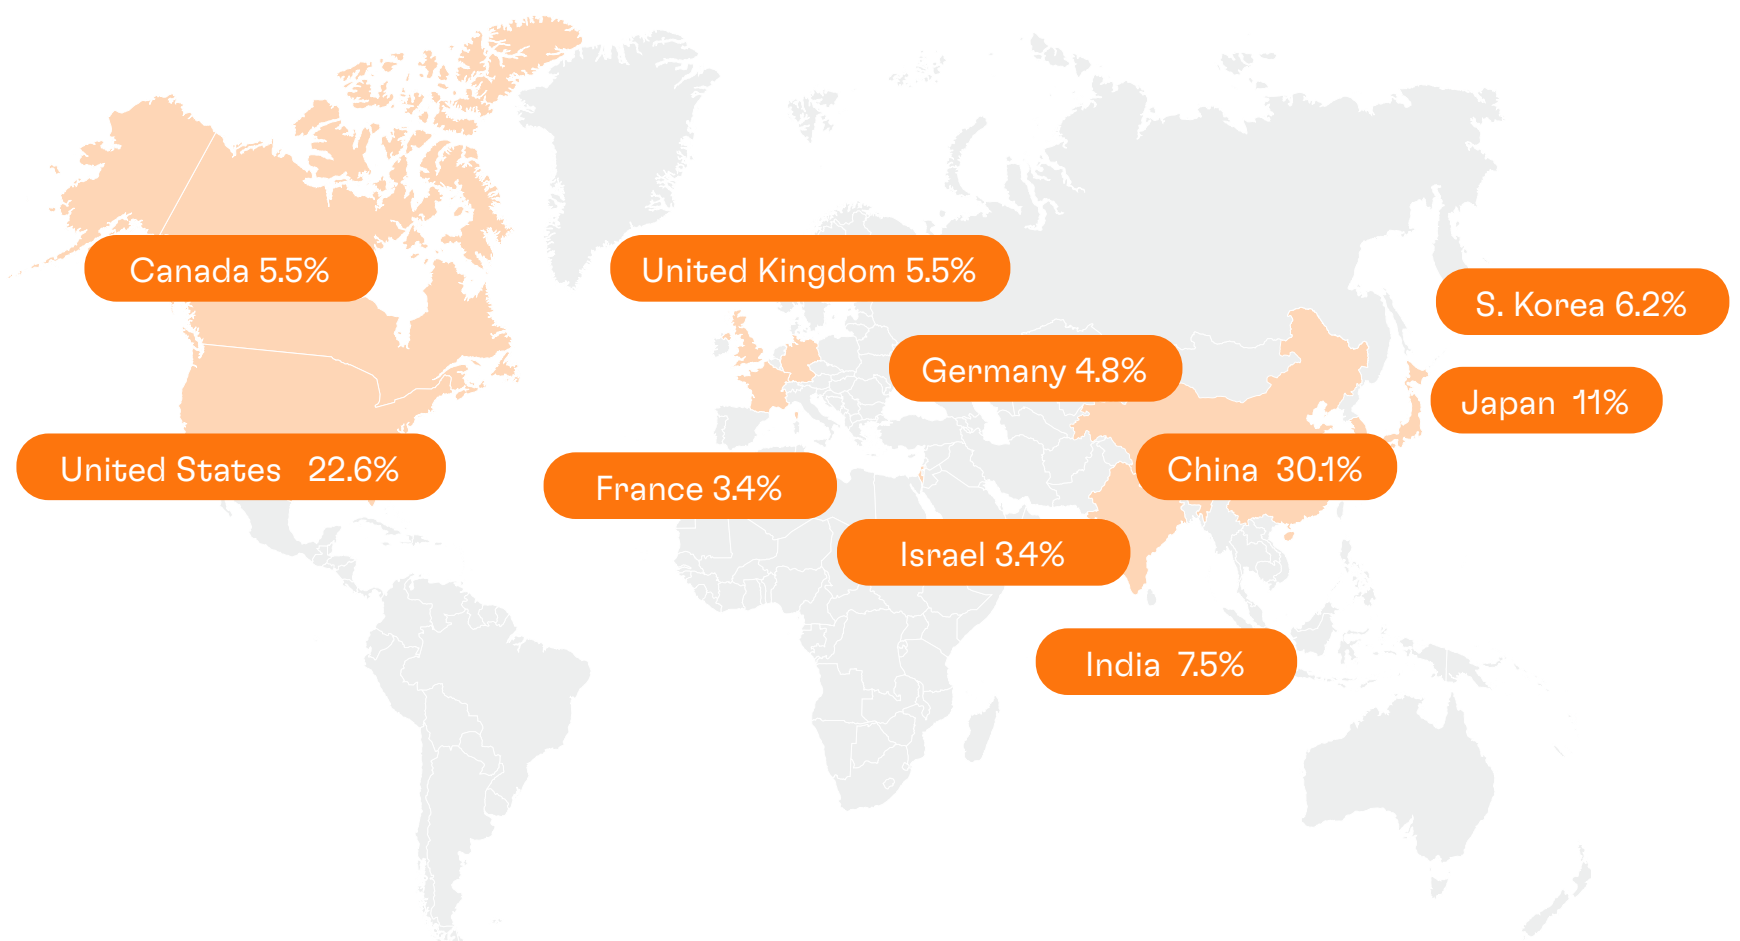 Canada 5.5%
United Kingdom 5.5%
S. Korea 6.2%
Germany 4.8%
Japan 11%
United States 22.6%
China 30.1%
France 3.4%
Israel 3.4%
India 7.5%